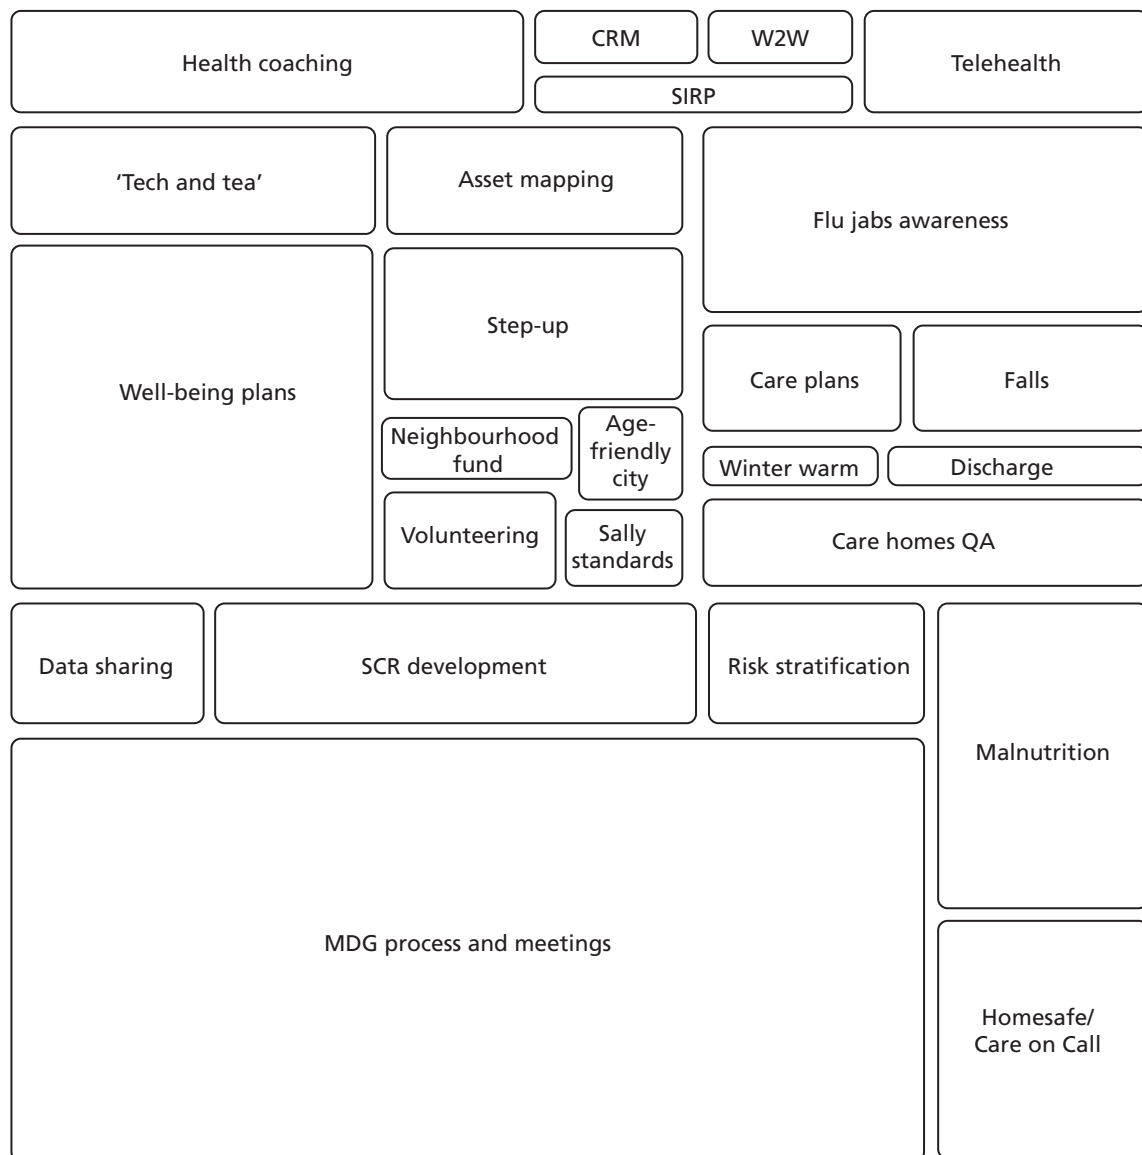 Health coaching
CRM
W2W
SIRP
Telehealth
‘Tech and tea’
Asset mapping
Flu jabs awareness
Well-being plans
Step-up
Care plans
Falls
Neighbourhood
fund
Age-
friendly
city
Winter warm
Discharge
Volunteering
Sally
standards
Care homes QA
Data sharing
SCR development
Risk stratification
Malnutrition
MDG process and meetings
Homesafe/
Care on Call